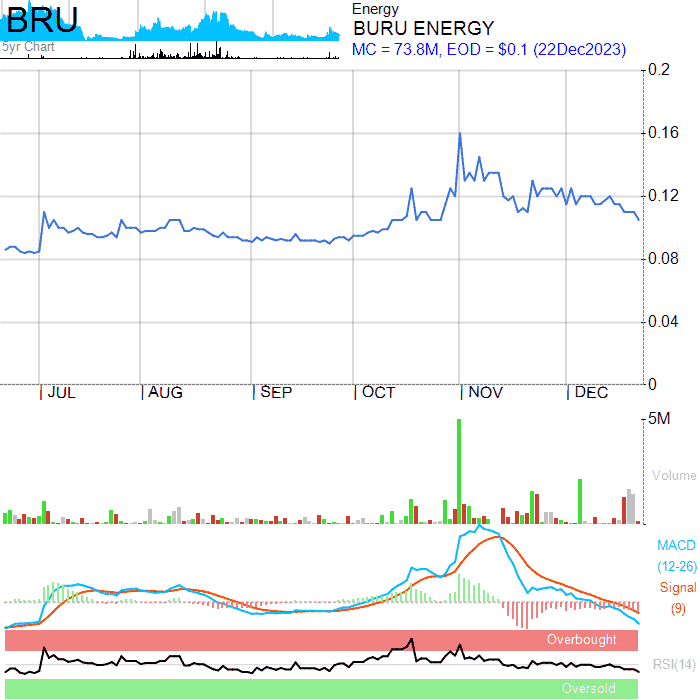 BRU
5yr Chart
Energy
BURU ENERGY
MC = 73.8M, EOD = $0.1 (22Dec2023)
0.2
0.16
0.12
0.08
0.04
0
JUL AUG SEP OCT NOV DEC
5M
Volume
MACD
(12-26)
Signal
(9)
Overbought
RSI(14)
Oversold